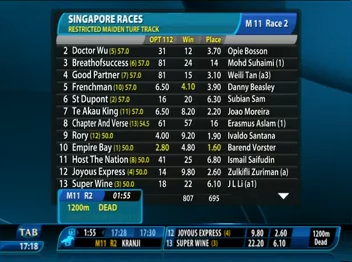 SINGAPORE RACES
RESTRICTED MAIDEN TURF TRACK
M 11 Race 2
OPT 112 Win Place
2 Doctor Wu (5) 57.0 31 12 3.70 Opie Bosson
3 Breathofsuccess (6) 57.0 81 24 14 Mohd Suhaimi (1)
4 Good Partner (7) 57.0 81 15 3.10 Weili Tan (a3)
5 Frenchman (10) 57.0 6.50 4.10 3.90 Danny Beasley
6 St Dupont (2) 57.0 16 20 6.30 Subian Sam
7 Te Akau King (11) 57.0 6.50 8.20 2.20 Joao Moreira
8 Chapter And Verse (13) 54.5 61 57 16 Erasmus Aslam (1)
9 Rory (12) 50.0 4.00 9.20 1.90 Ivaldo Santana
10 Empire Bay (1) 50.0 2.80 4.80 1.60 Barend Vorster
11 Host The Nation (8) 50.0 41 25 6.80 Ismail Saifudin
12 Joyous Express (4) 50.0 14 9.80 2.60 Zulkifli Zuriman (a)
13 Super Wine (3) 50.0 18 22 6.10 J L Li (a1)
M11 R2 01:55
1200m DEAD
807 695
TAB
17:18
1:55 17:28 17:30
M11 R2 KRANJI
12 JOYOUS EXPRESS (4) 9.80 2.60
13 SUPER WINE (3) 22.20 6.10
1200m
Dead